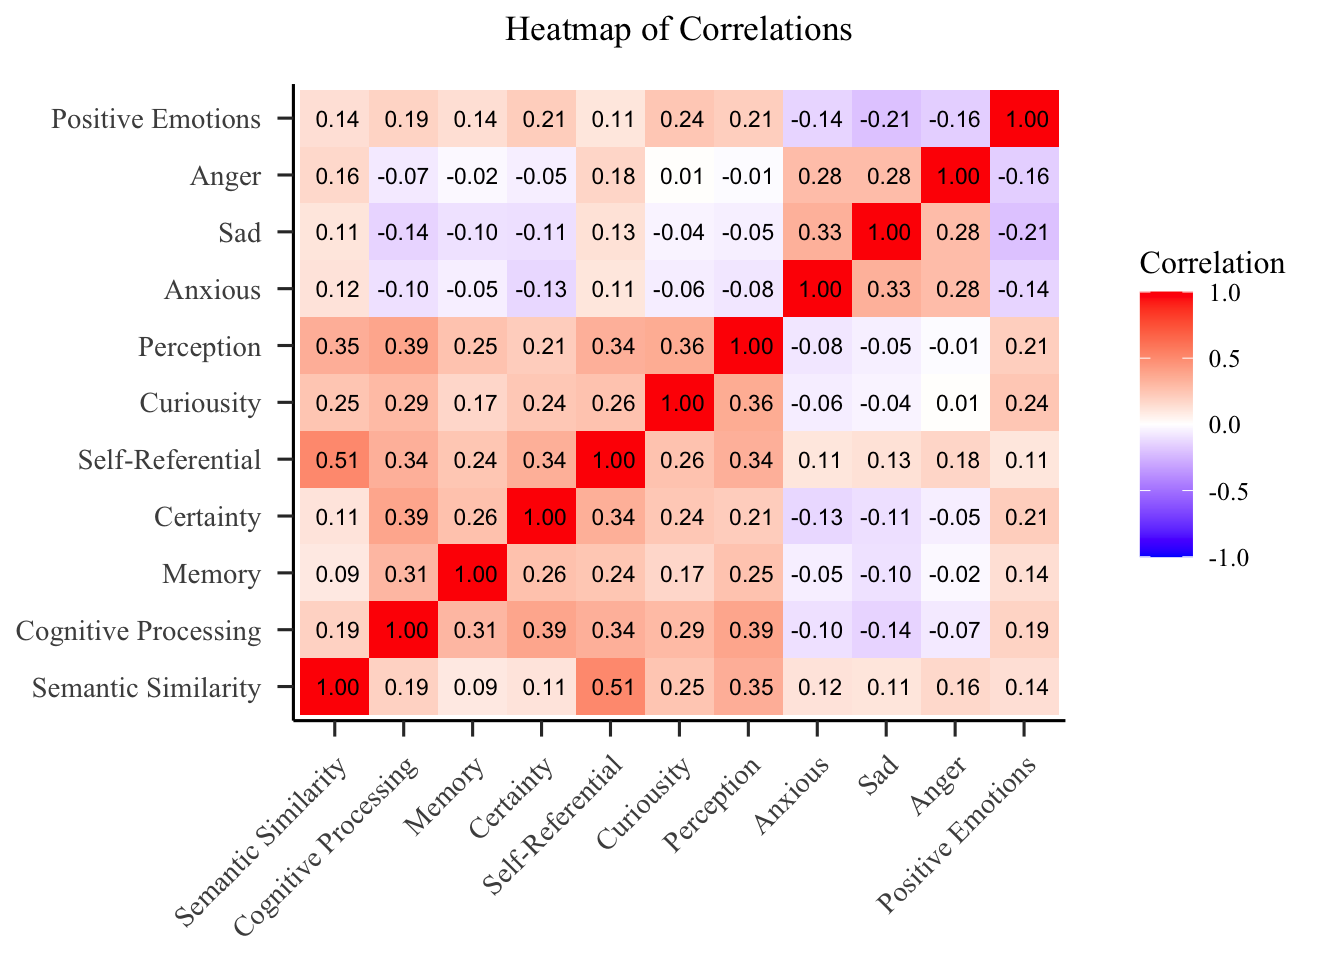 Heatmap of Correlations
Positive Emotions 0.14 0.19 0.14 0.21 0.11 0.24 0.21 -0.14 -0.21 -0.16 1.00
Anger 0.16 -0.07 -0.02 -0.05 0.18 0.01 -0.01 0.28 0.28 1.00 -0.16
Sad 0.11 -0.14 -0.10 -0.11 0.13 -0.04 -0.05 0.33 1.00 0.28 -0.21
Anxious 0.12 -0.10 -0.05 -0.13 0.11 -0.06 -0.08 1.00 0.33 0.28 -0.14
Perception 0.35 0.39 0.25 0.21 0.34 0.36 1.00 -0.08 -0.05 -0.01 0.21
Curiousity 0.25 0.29 0.17 0.24 0.26 1.00 0.36 -0.06 -0.04 0.01 0.24
Self-Referential 0.51 0.34 0.24 0.34 1.00 0.26 0.34 0.11 0.13 0.18 0.11
Certainty 0.11 0.39 0.26 1.00 0.34 0.24 0.21 -0.13 -0.11 -0.05 0.21
Memory 0.09 0.31 1.00 0.26 0.24 0.17 0.25 -0.05 -0.10 -0.02 0.14
Cognitive Processing 0.19 1.00 0.31 0.39 0.34 0.29 0.39 -0.10 -0.14 -0.07 0.19
Semantic Similarity 1.00 0.19 0.09 0.11 0.51 0.25 0.35 0.12 0.11 0.16 0.14
Semantic Similarity
Cognitive Processing
Memory
Certainty
Self-Referential
Curiousity
Perception
Anxious
Sad
Anger
Positive Emotions
Correlation
1.0
0.5
0.0
-0.5
-1.0